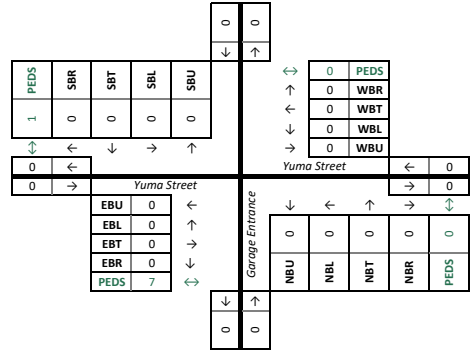 0 0
↓ ↑
PEDS SBR SBT SBL SBU
1 0 0 0 0
↕ ← ↓ → ↑
↔ 0 PEDS
↑ 0 WBR
← 0 WBT
↓ 0 WBL
→ 0 WBU
0 ←
0 →
Yuma Street
← 0
→ 0
Yuma Street
EBU 0 ←
EBL 0 ↑
EBT 0 →
EBR 0 ↓
PEDS 7 ↔
Garage Entrance
↓ ← ↑ → ↕
0 0 0 0 0
NBU NBL NBT NBR PEDS
↓ ↑
0 0